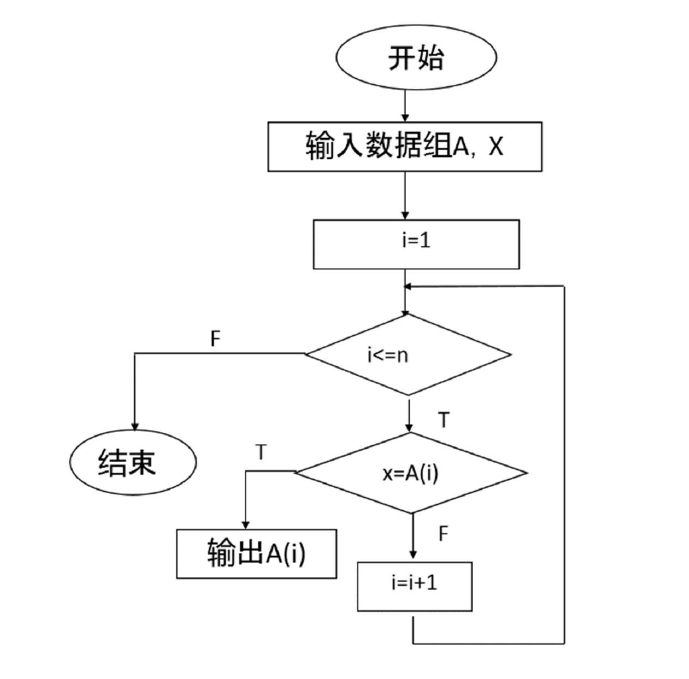 开始
输入数据组A, X
i=1
F
i<=n
T
结束
T
x=A(i)
输出A(i)
F
i=i+1